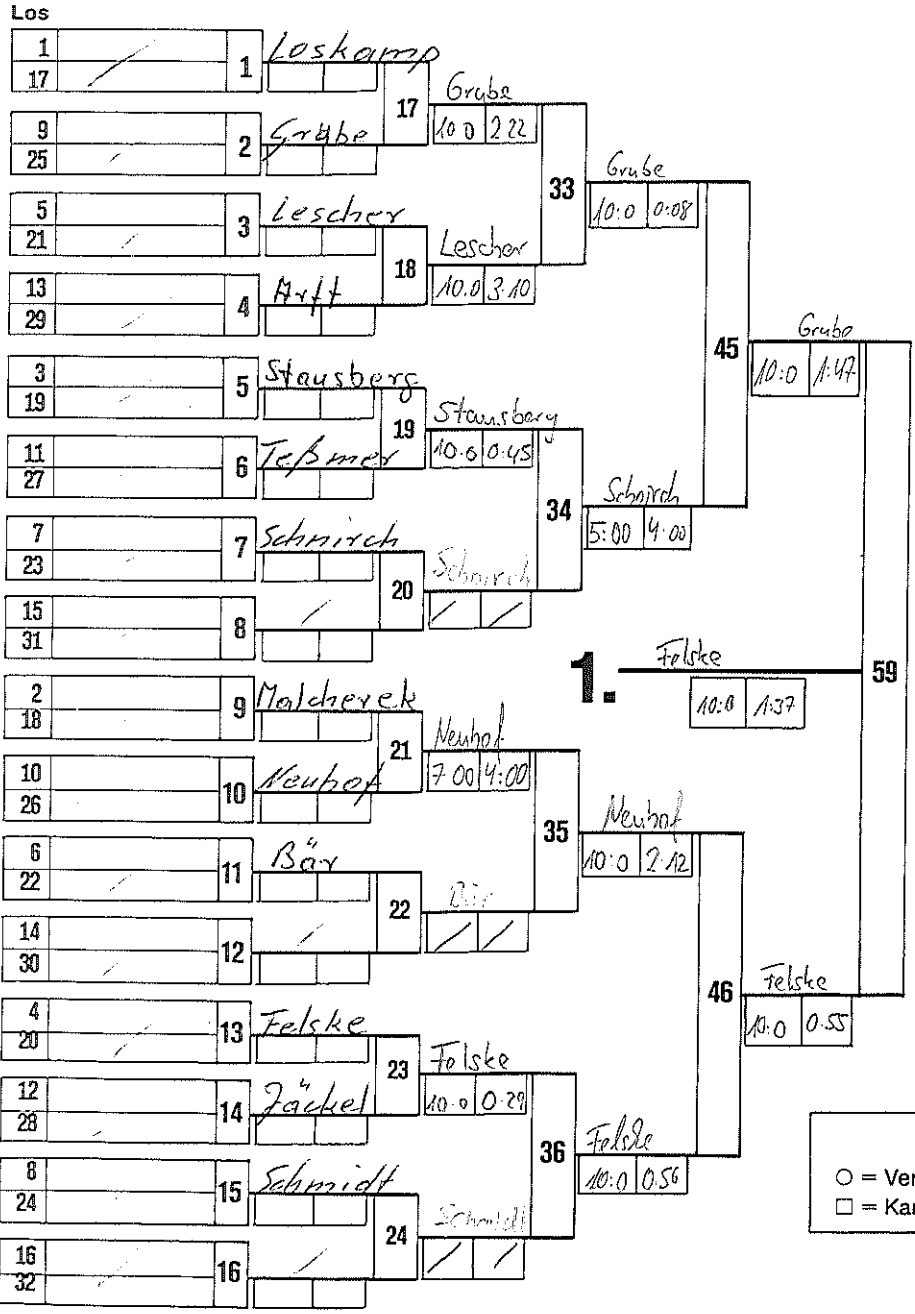 Los
1
17
1
Loskamp
9
25
2
Grube
17
Grube
10 0 2 22
5
21
3
Lescher
13
29
4
Arft
18
Lescher
10.0 3.10
33
Grube
10:0 0:08
3
19
5
Stausberg
11
27
6
Teßmer
19
Stausberg
10.0 0.45
7
23
7
Schnirch
15
31
8
20
Schnirch
34
Schnirch
5:00 4.00
45
Grube
10:0 1:47
1.
Felske
10:0 1:37
59
2
18
9
Malcherek
10
26
10
Neuhof
21
Neuhof
7 00 4:00
6
22
11
Bär
14
30
12
22
Bär
35
Neuhof
10:0 2.12
4
20
13
Felske
12
28
14
Jäckel
23
Felske
10.0 0.29
8
24
15
Schmidt
16
32
16
24
Schmidt
36
Felske
10:0 0.56
46
Felske
10:0 0.55
○ = Ver
□ = Kar